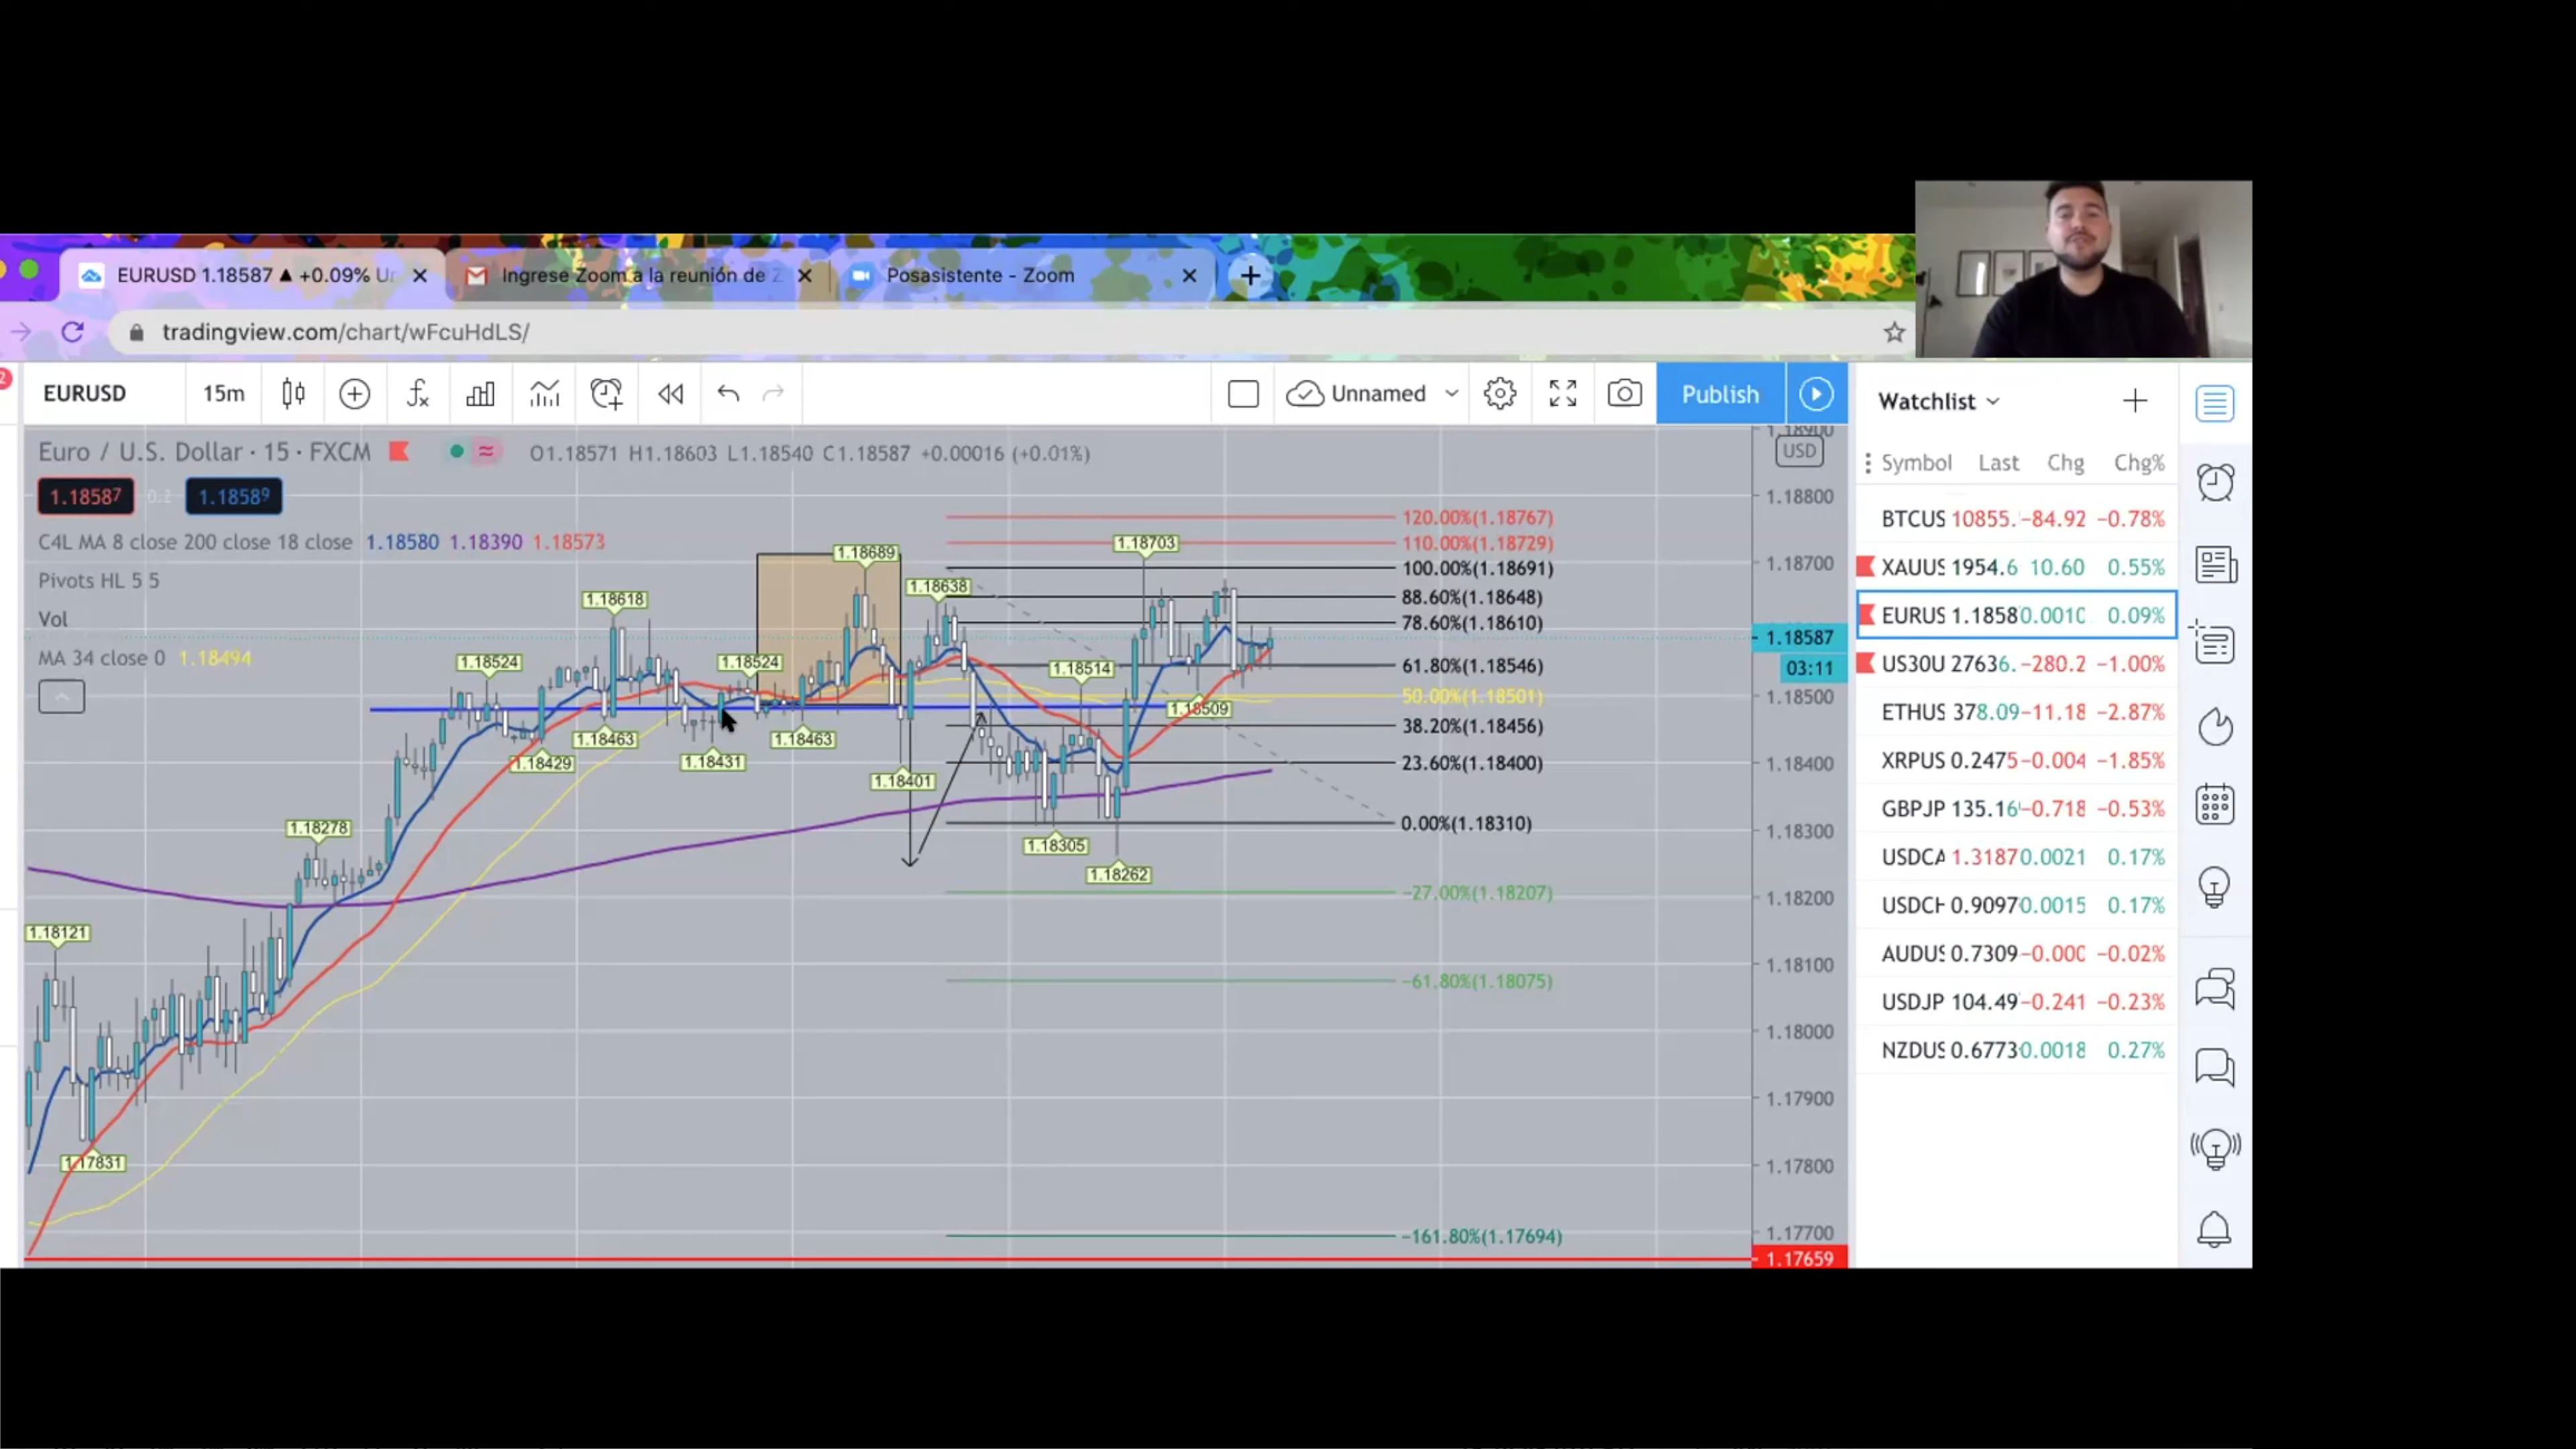 EURUSD 1.18587 ▲ +0.09% Ur
Ingrese Zoom a la reunión de Z
Posasistente - Zoom
tradingview.com/chart/wFcuHdLS/
2
EURUSD
15m
Unnamed
Publish
Euro / U.S. Dollar · 15 · FXCM
O1.18571 H1.18603 L1.18540 C1.18587 +0.00016 (+0.01%)
1.18587 0.2 1.18589
C4L MA 8 close 200 close 18 close 1.18580 1.18390 1.18573
Pivots HL 5 5
Vol
MA 34 close 0 1.18494
1.18121
1.17831
1.18278
1.18524
1.18429
1.18618
1.18463
1.18431
1.18524
1.18463
1.18689
1.18401
1.18638
1.18305
1.18514
1.18262
1.18703
1.18509
120.00%(1.18767)
110.00%(1.18729)
100.00%(1.18691)
88.60%(1.18648)
78.60%(1.18610)
61.80%(1.18546)
50.00%(1.18501)
38.20%(1.18456)
23.60%(1.18400)
0.00%(1.18310)
-27.00%(1.18207)
-61.80%(1.18075)
-161.80%(1.17694)
1.18900
USD
1.18800
1.18700
1.18587
03:11
1.18500
1.18400
1.18300
1.18200
1.18100
1.18000
1.17900
1.17800
1.17700
1.17659
Watchlist
Symbol Last Chg Chg%
BTCUS 10855. −84.92 −0.78%
XAUUS 1954.6 10.60 0.55%
EURUS 1.1858 0.0010 0.09%
US30U 27636. −280.2 −1.00%
ETHUS 378.09 −11.18 −2.87%
XRPUS 0.2475 −0.004 −1.85%
GBPJP 135.16 −0.718 −0.53%
USDCA 1.3187 0.0021 0.17%
USDCH 0.9097 0.0015 0.17%
AUDUS 0.7309 −0.000 −0.02%
USDJP 104.49 −0.241 −0.23%
NZDUS 0.6773 0.0018 0.27%